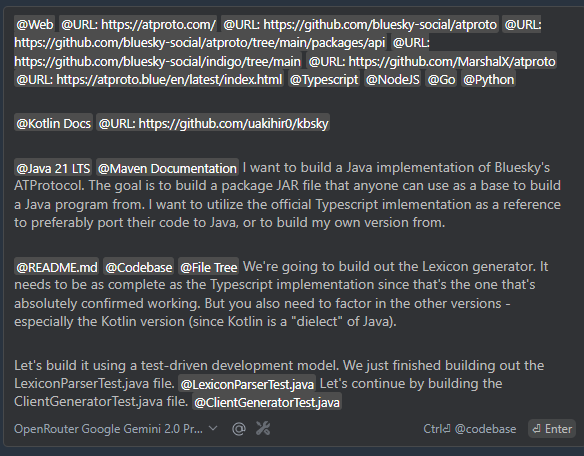 @Web @URL: https://atproto.com/ @URL: https://github.com/bluesky-social/atproto @URL:
https://github.com/bluesky-social/atproto/tree/main/packages/api @URL:
https://github.com/bluesky-social/indigo/tree/main @URL: https://github.com/MarshalX/atproto
@URL: https://atproto.blue/en/latest/index.html @Typescript @NodeJS @Go @Python
@Kotlin Docs @URL: https://github.com/uakihir0/kbsky
@Java 21 LTS @Maven Documentation I want to build a Java implementation of Bluesky's
ATProtocol. The goal is to build a package JAR file that anyone can use as a base to build
a Java program from. I want to utilize the official Typescript imlementation as a reference
to preferably port their code to Java, or to build my own version from.
@README.md @Codebase @File Tree We're going to build out the Lexicon generator. It
needs to be as complete as the Typescript implementation since that's the one that's
absolutely confirmed working. But you also need to factor in the other versions -
especially the Kotlin version (since Kotlin is a "dielect" of Java).
Let's build it using a test-driven development model. We just finished building out the
LexiconParserTest.java file. @LexiconParserTest.java Let's continue by building the
ClientGeneratorTest.java file. @ClientGeneratorTest.java
OpenRouter Google Gemini 2.0 Pr... @ Ctrl⏎ @codebase ⏎ Enter